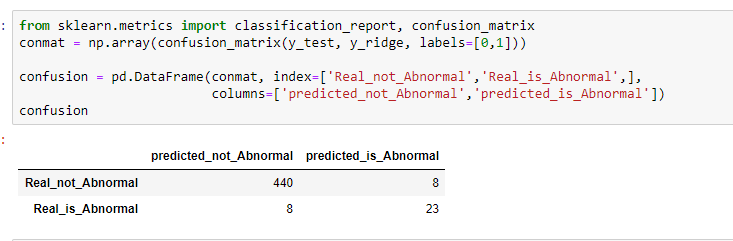 :
from sklearn.metrics import classification_report, confusion_matrix
conmat = np.array(confusion_matrix(y_test, y_ridge, labels=[0,1]))
confusion = pd.DataFrame(conmat, index=['Real_not_Abnormal','Real_is_Abnormal',],
columns=['predicted_not_Abnormal','predicted_is_Abnormal'])
confusion
:
predicted_not_Abnormal predicted_is_Abnormal
Real_not_Abnormal 440 8
Real_is_Abnormal 8 23